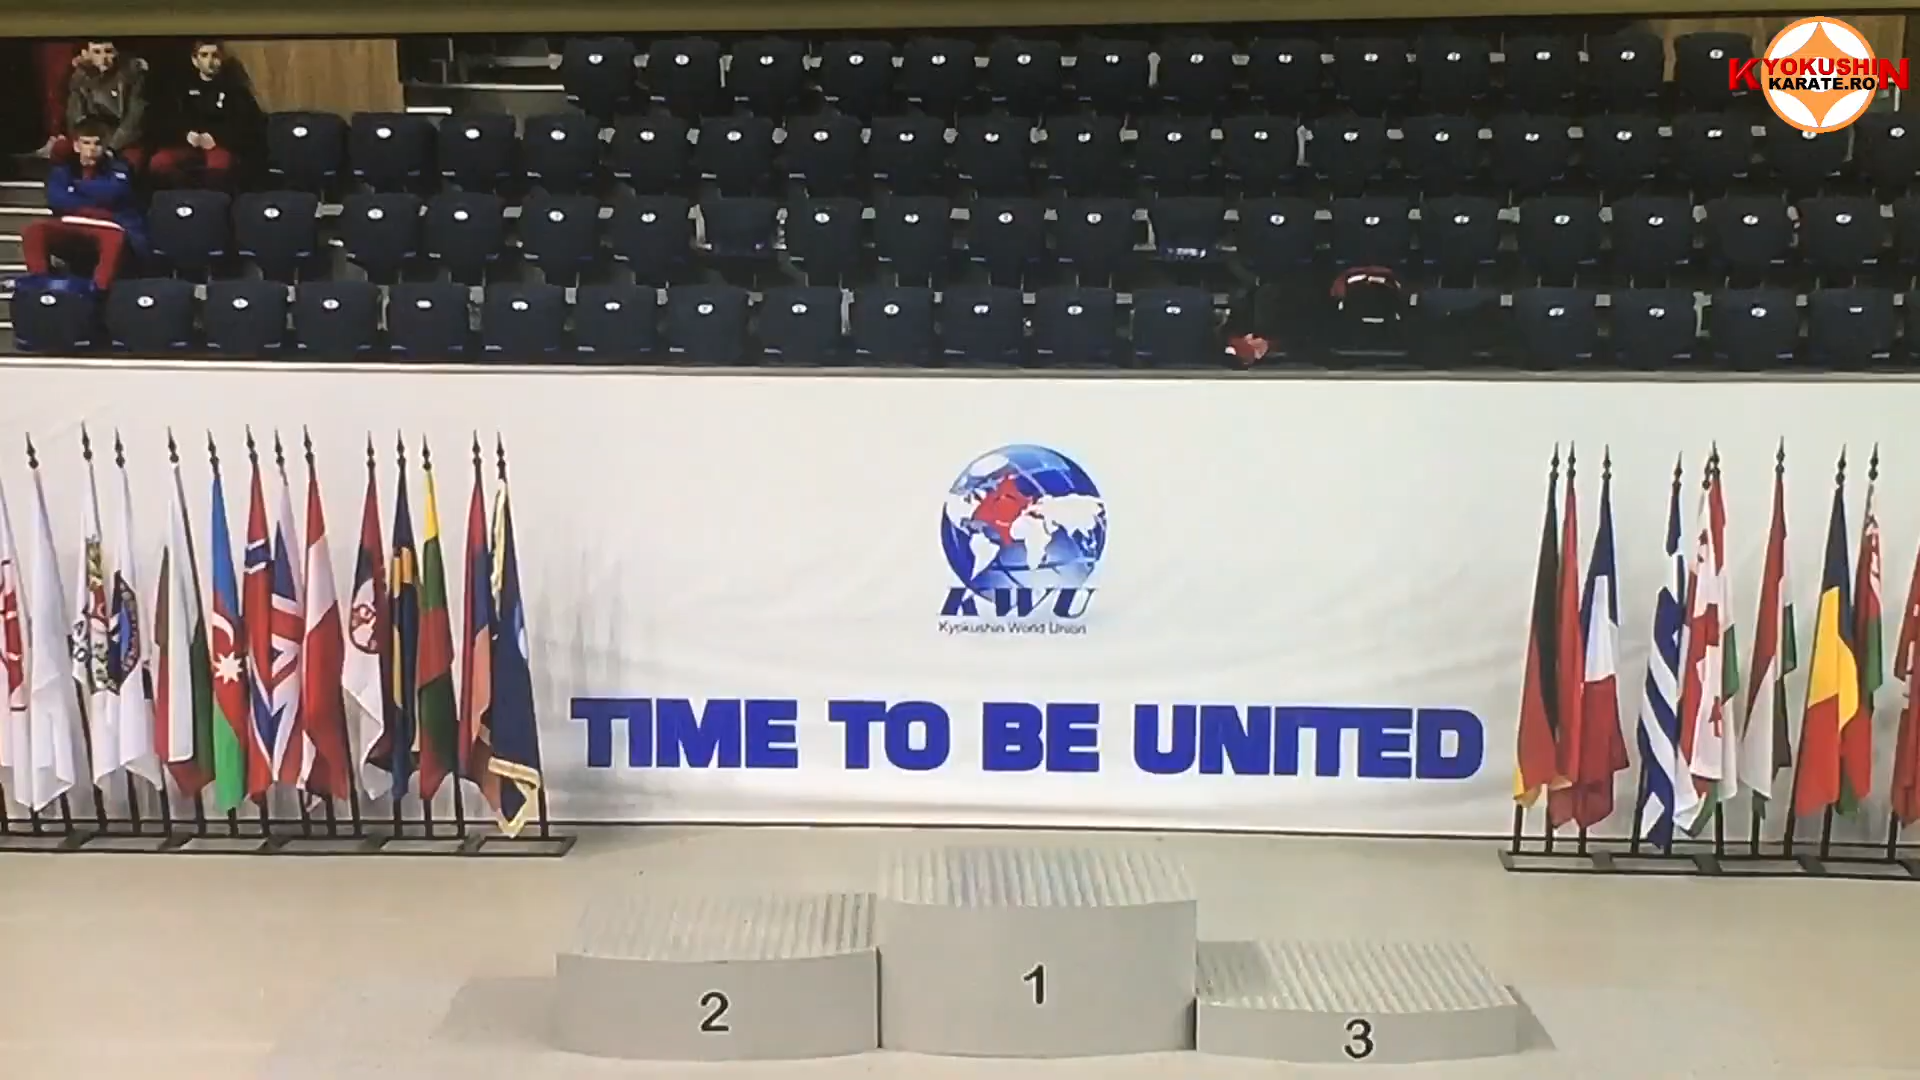 KYOKUSHIN
KARATE.RO
KWU
Kyokushin World Union
TIME TO BE UNITED
2
1
3